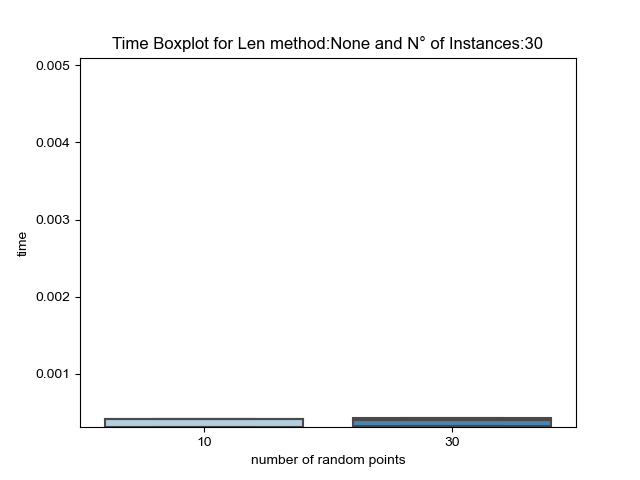 Time Boxplot for Len method:None and N° of Instances:30
0.005
0.004
0.003
0.002
0.001
time
10
30
number of random points